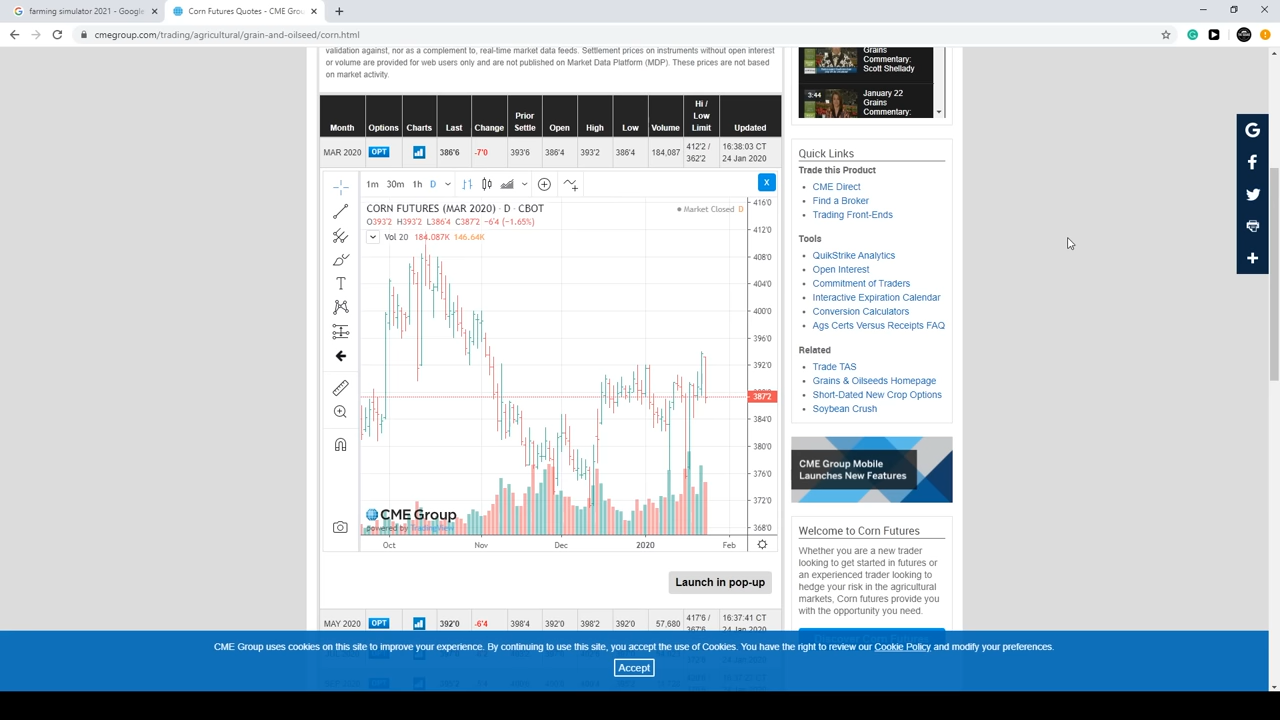 farming simulator 2021 - Google
Corn Futures Quotes - CME Grou
cmegroup.com/trading/agricultural/grain-and-oilseed/corn.html
validation against, nor as a complement to, real-time market data feeds. Settlement prices on instruments without open interest
or volume are provided for web users only and are not published on Market Data Platform (MDP). These prices are not based
on market activity.
Month Options Charts Last Change Prior Settle Open High Low Volume Hi / Low Limit Updated
MAR 2020 OPT 386'6 -7'0 393'6 386'4 393'2 386'4 184,087 412'2 / 362'2 16:38:03 CT 24 Jan 2020
1m 30m 1h D
X
CORN FUTURES (MAR 2020) · D · CBOT
Market Closed D
O393'2 H393'2 L386'4 C387'2 −6'4 (−1.65%)
Vol 20 184.087K 146.64K
416'0
412'0
408'0
404'0
400'0
396'0
392'0
387'2
384'0
380'0
376'0
372'0
368'0
CME Group
powered by TradingView
Oct Nov Dec 2020 Feb
Launch in pop-up
MAY 2020 OPT 392'0 -6'4 398'4 392'0 398'2 392'0 57,680 417'6 / 367'6 16:37:41 CT 24 Jan 2020
Grains
Commentary:
Scott Shellady
3:44
January 22
Grains
Commentary:
Quick Links
Trade this Product
CME Direct
Find a Broker
Trading Front-Ends
Tools
QuikStrike Analytics
Open Interest
Commitment of Traders
Interactive Expiration Calendar
Conversion Calculators
Ags Certs Versus Receipts FAQ
Related
Trade TAS
Grains & Oilseeds Homepage
Short-Dated New Crop Options
Soybean Crush
CME Group Mobile
Launches New Features
Welcome to Corn Futures
Whether you are a new trader
looking to get started in futures or
an experienced trader looking to
hedge your risk in the agricultural
markets, Corn futures provide you
with the opportunity you need.
CME Group uses cookies on this site to improve your experience. By continuing to use this site, you accept the use of Cookies. You have the right to review our Cookie Policy and modify your preferences.
Accept